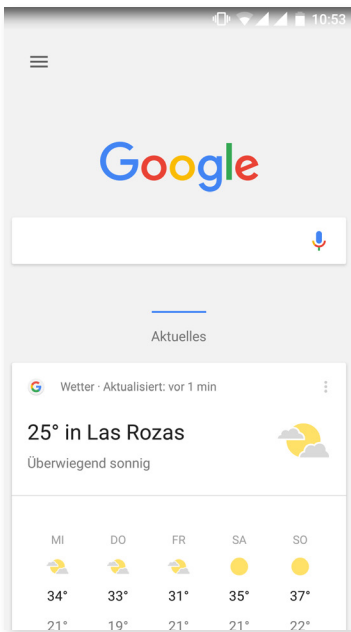 10:53
Google
Aktuelles
Wetter · Aktualisiert: vor 1 min
25° in Las Rozas
Überwiegend sonnig
MI DO FR SA SO
34° 33° 31° 35° 37°
21° 19° 21° 21° 22°